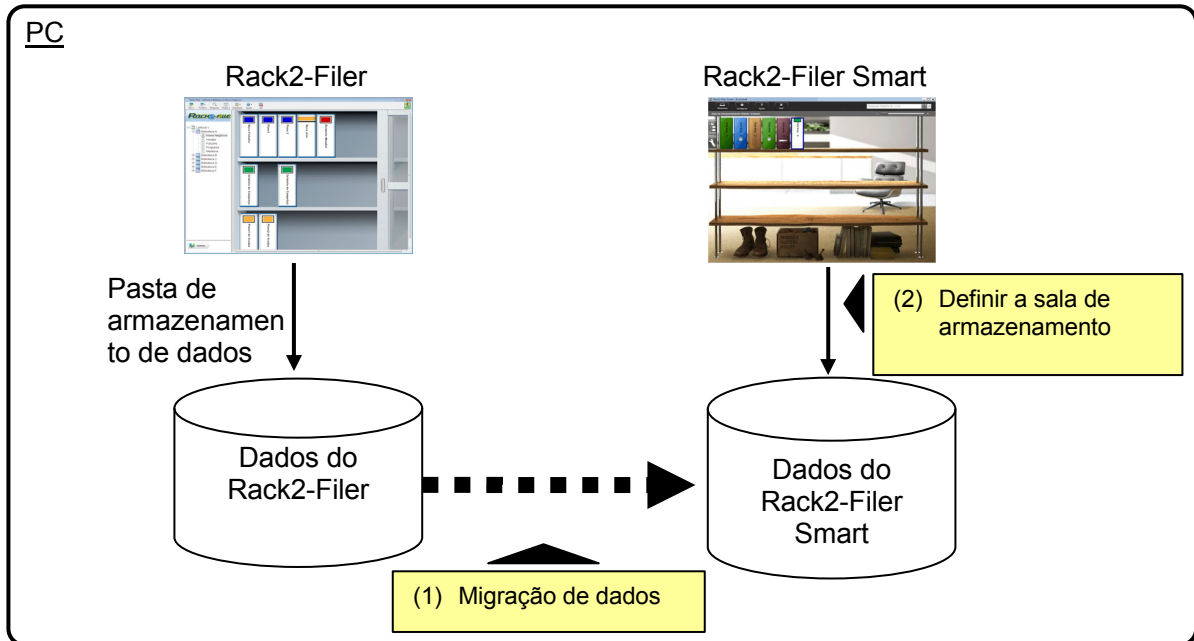 PC
Rack2-Filer
Rack2-Filer Smart
Pasta de
armazenamen
to de dados
(2) Definir a sala de
armazenamento
Dados do
Rack2-Filer
Dados do
Rack2-Filer
Smart
(1) Migração de dados